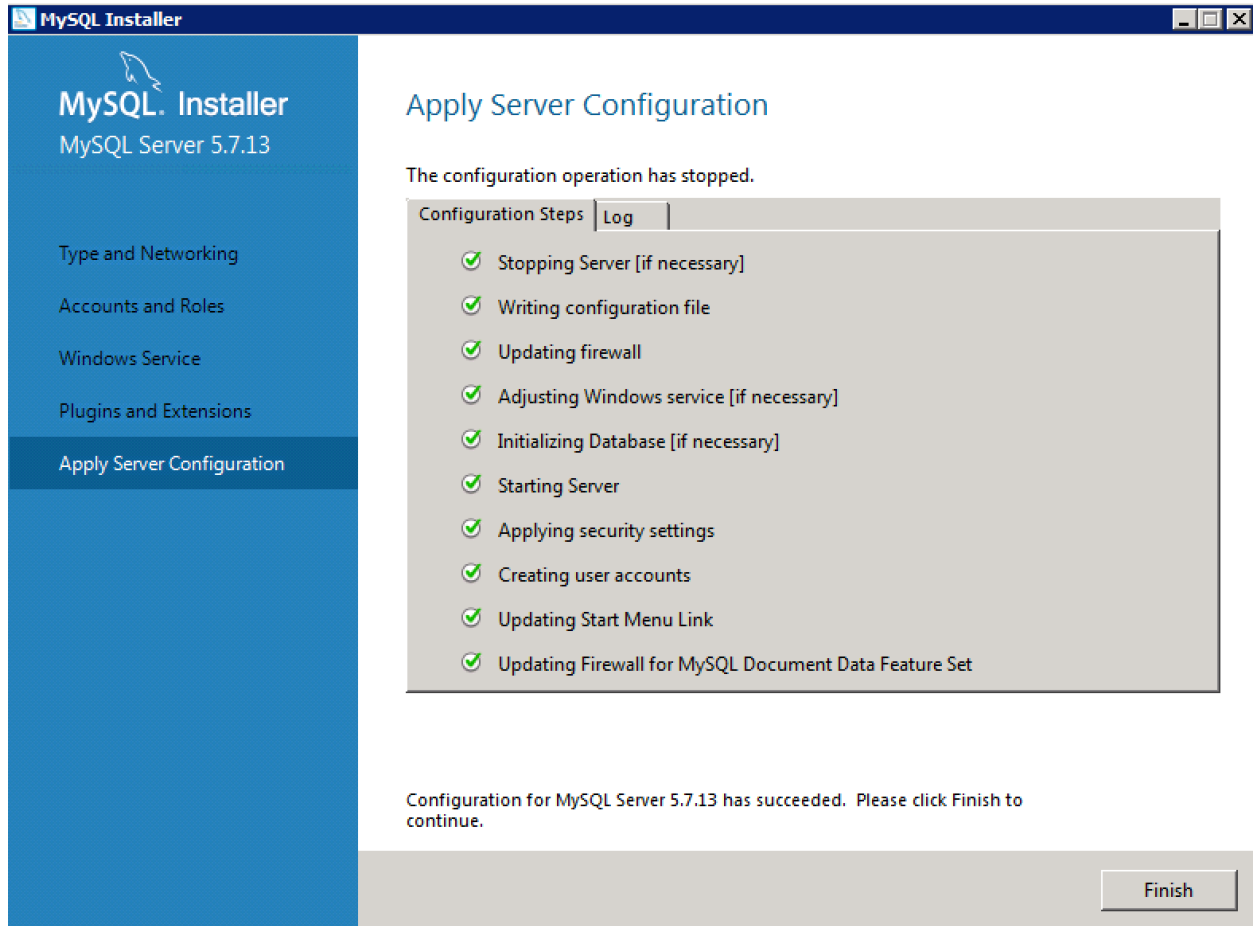 MySQL Installer
MySQL. Installer
MySQL Server 5.7.13
Type and Networking
Accounts and Roles
Windows Service
Plugins and Extensions
Apply Server Configuration
Apply Server Configuration
The configuration operation has stopped.
Configuration Steps
Log
Stopping Server [if necessary]
Writing configuration file
Updating firewall
Adjusting Windows service [if necessary]
Initializing Database [if necessary]
Starting Server
Applying security settings
Creating user accounts
Updating Start Menu Link
Updating Firewall for MySQL Document Data Feature Set
Configuration for MySQL Server 5.7.13 has succeeded.  Please click Finish to
continue.
Finish